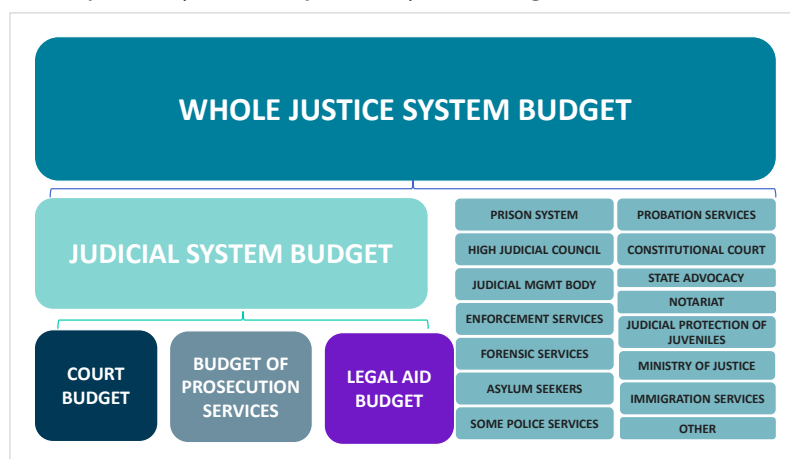 WHOLE JUSTICE SYSTEM BUDGET
JUDICIAL SYSTEM BUDGET
COURT
BUDGET
BUDGET OF
PROSECUTION
SERVICES
LEGAL AID
BUDGET
PRISON SYSTEM
HIGH JUDICIAL COUNCIL
JUDICIAL MGMT BODY
ENFORCEMENT SERVICES
FORENSIC SERVICES
ASYLUM SEEKERS
SOME POLICE SERVICES
PROBATION SERVICES
CONSTITUTIONAL COURT
STATE ADVOCACY
NOTARIAT
JUDICIAL PROTECTION OF
JUVENILES
MINISTRY OF JUSTICE
IMMIGRATION SERVICES
OTHER